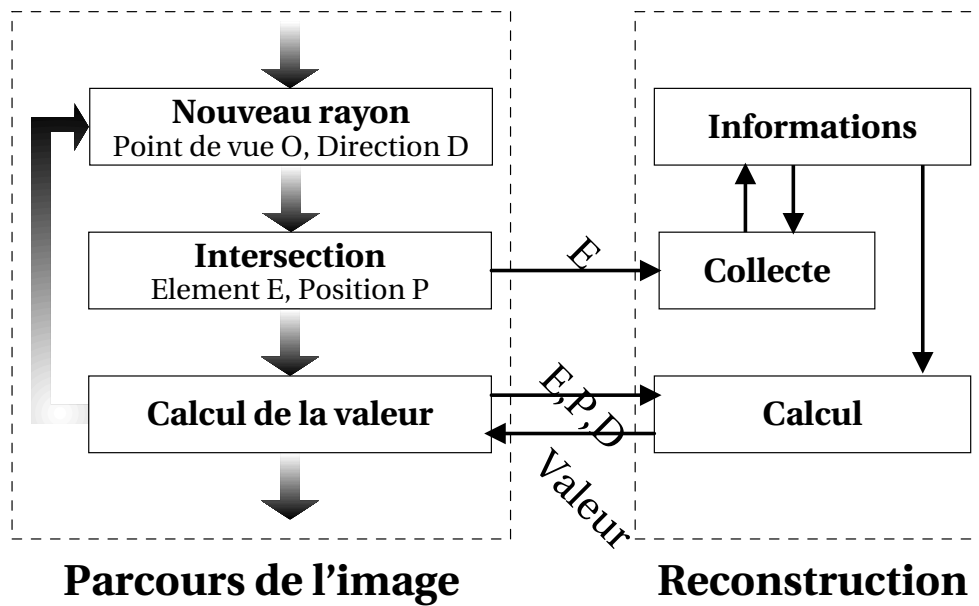 Nouveau rayon
Point de vue O, Direction D
Intersection
Element E, Position P
Calcul de la valeur
E
E,P,D
Valeur
Informations
Collecte
Calcul
Parcours de l'image
Reconstruction